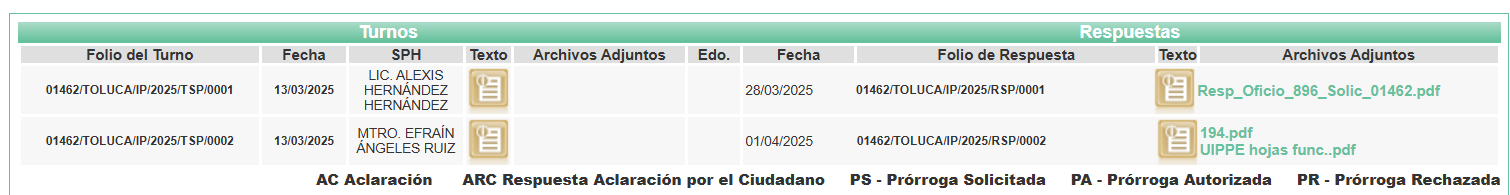 Turnos Respuestas
Folio del Turno Fecha SPH Texto Archivos Adjuntos Edo. Fecha Folio de Respuesta Texto Archivos Adjuntos
01462/TOLUCA/IP/2025/TSP/0001 13/03/2025 LIC. ALEXIS
HERNÁNDEZ
HERNÁNDEZ 28/03/2025 01462/TOLUCA/IP/2025/RSP/0001 Resp_Oficio_896_Solic_01462.pdf
01462/TOLUCA/IP/2025/TSP/0002 13/03/2025 MTRO. EFRAÍN
ÁNGELES RUIZ 01/04/2025 01462/TOLUCA/IP/2025/RSP/0002 194.pdf
UIPPE hojas func..pdf
AC Aclaración ARC Respuesta Aclaración por el Ciudadano PS - Prórroga Solicitada PA - Prórroga Autorizada PR - Prórroga Rechazada